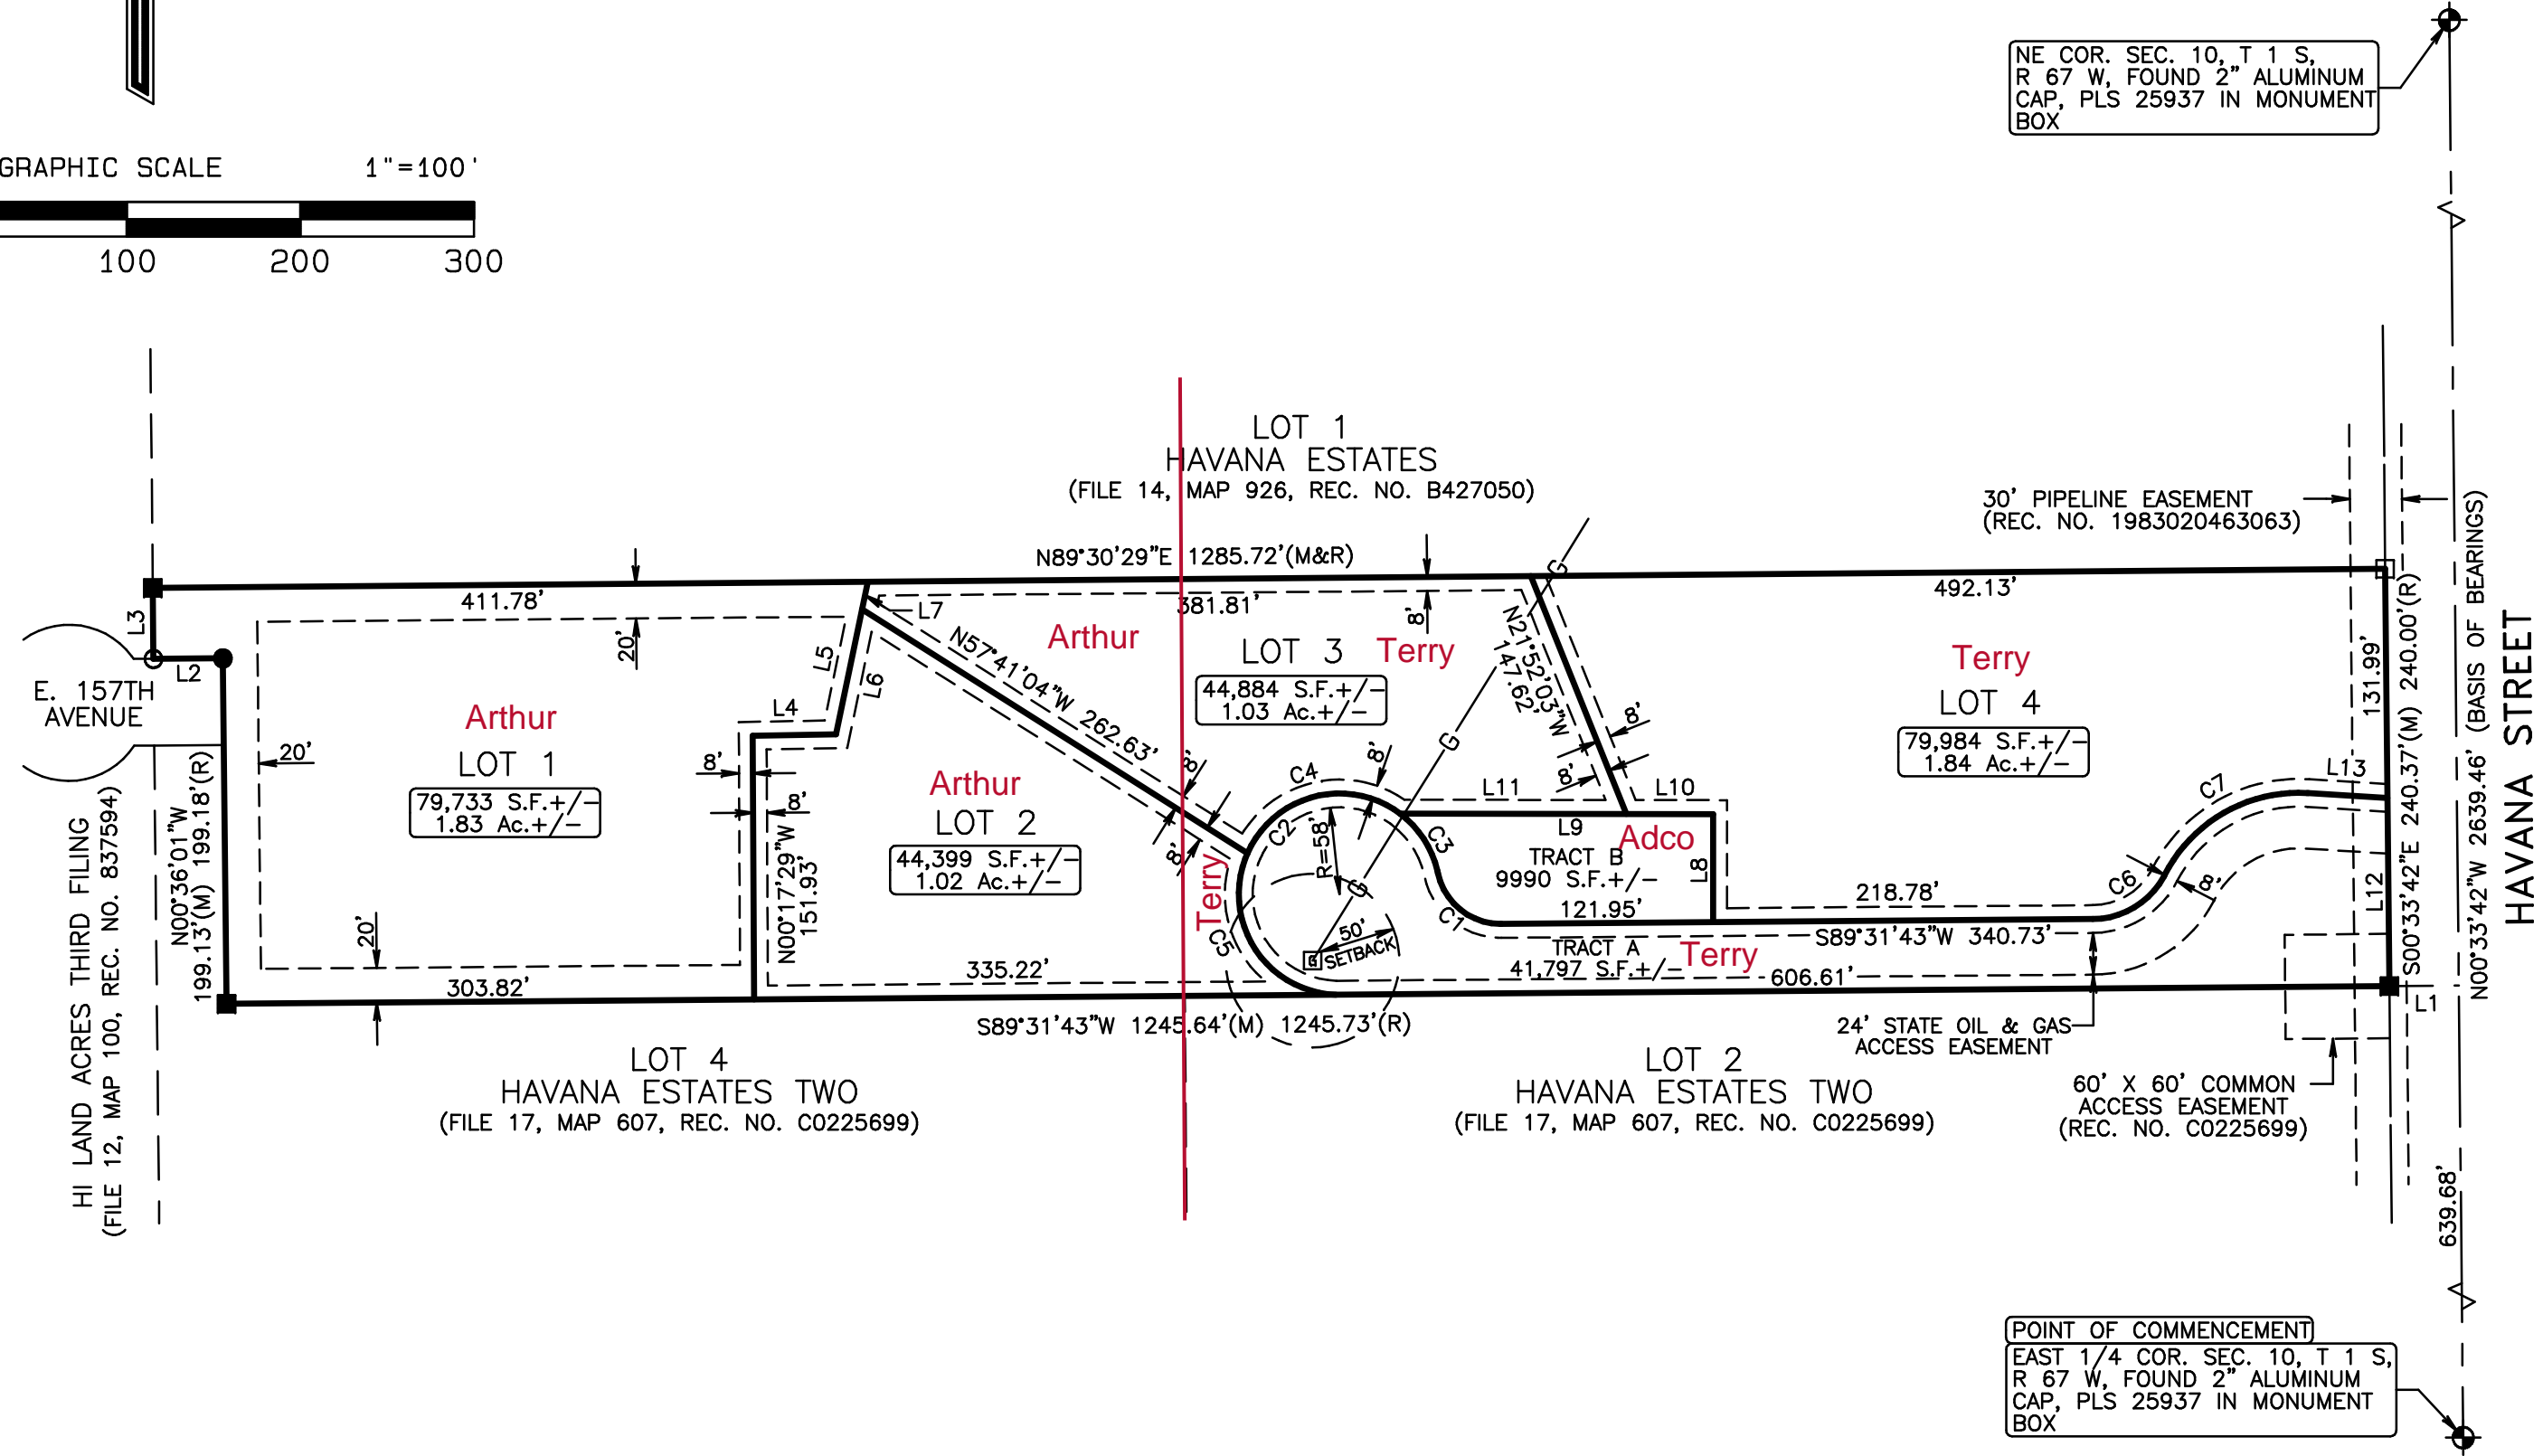 NE COR. SEC. 10, T 1 S,
R 67 W, FOUND 2" ALUMINUM
CAP, PLS 25937 IN MONUMENT
BOX
GRAPHIC SCALE 1"=100'
100 200 300
LOT 1
HAVANA ESTATES
(FILE 14, MAP 926, REC. NO. B427050)
30' PIPELINE EASEMENT
(REC. NO. 1983020463063)
N89°30'29"E 1285.72'(M&R)
411.78'
381.81'
492.13'
L3
L2
E. 157TH
AVENUE
20'
20'
20'
Arthur
LOT 1
79,733 S.F.+/-
1.83 Ac.+/-
303.82'
L4
L5
L6
L7
8'
8'
N00°17'29"W
151.93'
N57°41'04"W 262.63'
8'
8'
Arthur
LOT 2
44,399 S.F.+/-
1.02 Ac.+/-
335.22'
Terry
Arthur
Terry
LOT 3
44,884 S.F.+/-
1.03 Ac.+/-
8'
8'
N21°52'03"W
147.62'
G
G
G
G
8'
8'
C4
C2
C3
C1
C5
R=58'
50'
SETBACK
L11
L10
L9
L8
Adco
TRACT B
9990 S.F.+/-
121.95'
Terry
LOT 4
79,984 S.F.+/-
1.84 Ac.+/-
131.99'
218.78'
C6
C7
8'
L13
L12
L1
TRACT A
41,797 S.F.+/-
Terry
S89°31'43"W 340.73'
606.61'
S89°31'43"W 1245.64'(M) 1245.73'(R)
24' STATE OIL & GAS
ACCESS EASEMENT
60' X 60' COMMON
ACCESS EASEMENT
(REC. NO. C0225699)
LOT 4
HAVANA ESTATES TWO
(FILE 17, MAP 607, REC. NO. C0225699)
LOT 2
HAVANA ESTATES TWO
(FILE 17, MAP 607, REC. NO. C0225699)
HI LAND ACRES THIRD FILING
(FILE 12, MAP 100, REC. NO. 837594)
N00°36'01"W
199.13'(M) 199.18'(R)
S00°33'42"E 240.37'(M) 240.00'(R)
N00°33'42"W 2639.46' (BASIS OF BEARINGS)
HAVANA STREET
639.68'
POINT OF COMMENCEMENT
EAST 1/4 COR. SEC. 10, T 1 S,
R 67 W, FOUND 2" ALUMINUM
CAP, PLS 25937 IN MONUMENT
BOX